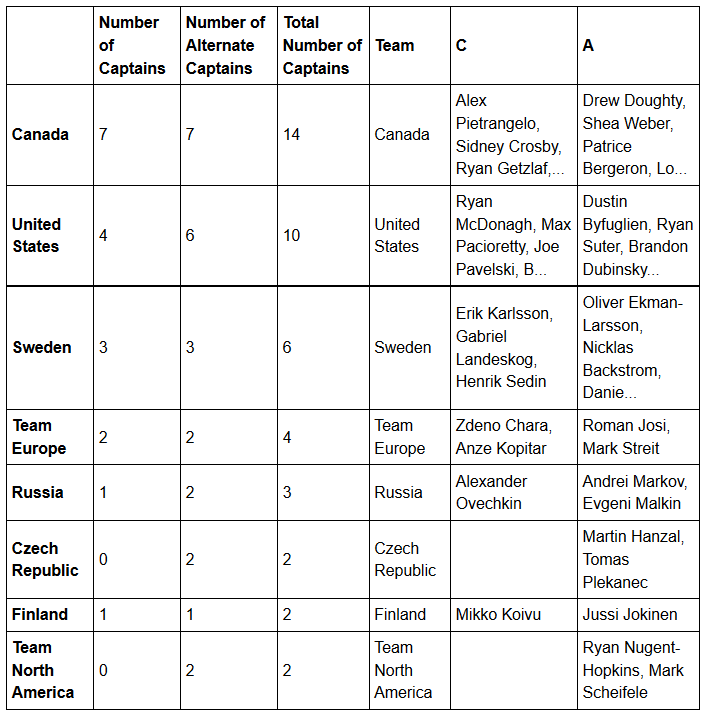 Number of Captains | Number of Alternate Captains | Total Number of Captains | Team | C | A
Canada | 7 | 7 | 14 | Canada | Alex Pietrangelo, Sidney Crosby, Ryan Getzlaf,... | Drew Doughty, Shea Weber, Patrice Bergeron, Lo...
United States | 4 | 6 | 10 | United States | Ryan McDonagh, Max Pacioretty, Joe Pavelski, B... | Dustin Byfuglien, Ryan Suter, Brandon Dubinsky...
Sweden | 3 | 3 | 6 | Sweden | Erik Karlsson, Gabriel Landeskog, Henrik Sedin | Oliver Ekman-Larsson, Nicklas Backstrom, Danie...
Team Europe | 2 | 2 | 4 | Team Europe | Zdeno Chara, Anze Kopitar | Roman Josi, Mark Streit
Russia | 1 | 2 | 3 | Russia | Alexander Ovechkin | Andrei Markov, Evgeni Malkin
Czech Republic | 0 | 2 | 2 | Czech Republic | | Martin Hanzal, Tomas Plekanec
Finland | 1 | 1 | 2 | Finland | Mikko Koivu | Jussi Jokinen
Team North America | 0 | 2 | 2 | Team North America | | Ryan Nugent-Hopkins, Mark Scheifele